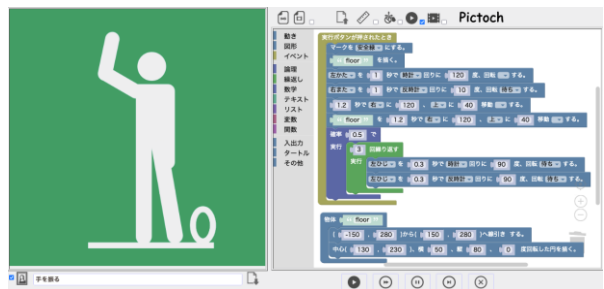 Pictoch
動き
図形
イベント
論理
繰返し
数学
テキスト
リスト
変数
関数
入出力
タートル
その他
実行ボタンが押されたとき
マークを 安全緑 にする。
“ floor ” を描く。
左かた を 1 秒で 時計 回りに 120 度、回転 する。
右また を 1 秒で 反時計 回りに 10 度、回転 待ち する。
1.2 秒で 右 に 120 、 上 に 40 移動 する。
“ floor ” を 1.2 秒で 右 に 120 、 上 に 40 移動 する。
確率 0.5 で
実行 3 回繰り返す
実行 左ひじ を 0.3 秒で 時計 回りに 90 度、回転 待ち する。
左ひじ を 0.3 秒で 反時計 回りに 90 度、回転 待ち する。
物体 “ floor ”
( -150 , 280 )から( 150 , 280 )へ線引き する。
中心( 130 , 230 )、横 50 、縦 80 、 0 度回転した円を描く。
手を振る